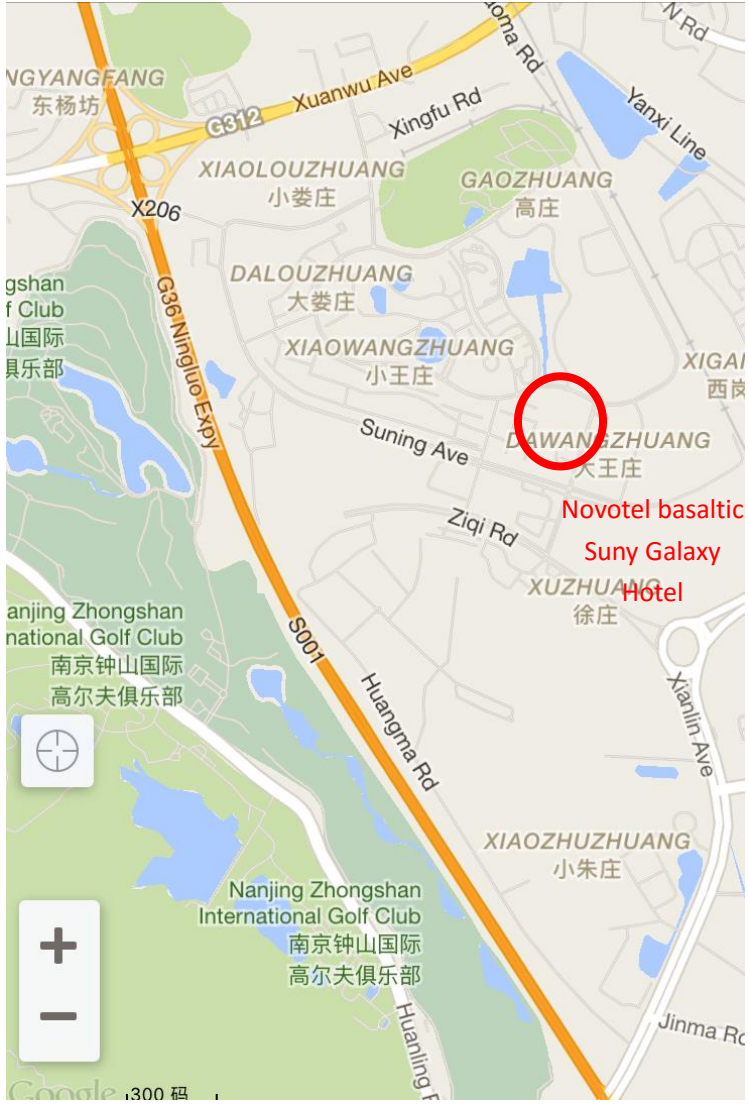 N Rd
oma Rd
NGYANGFANG
东杨坊
Xuanwu Ave
G312
Xingfu Rd
Yanxi Line
XIAOLOUZHUANG
小娄庄
GAOZHUANG
高庄
X206
gshan
f Club
山国际
俱乐部
DALOUZHUANG
大娄庄
G36 Ningluo Expy
XIAOWANGZHUANG
小王庄
XIGAN
西岗
Suning Ave
DAWANGZHUANG
大王庄
Novotel basaltic
Suny Galaxy
Hotel
Ziqi Rd
XUZHUANG
徐庄
anjing Zhongshan
national Golf Club
南京钟山国际
高尔夫俱乐部
S001
Huangma Rd
Xianlin Ave
XIAOZHUZHUANG
小朱庄
Nanjing Zhongshan
International Golf Club
南京钟山国际
高尔夫俱乐部
+
−
Huanling
Jinma Rd
Google
300 码